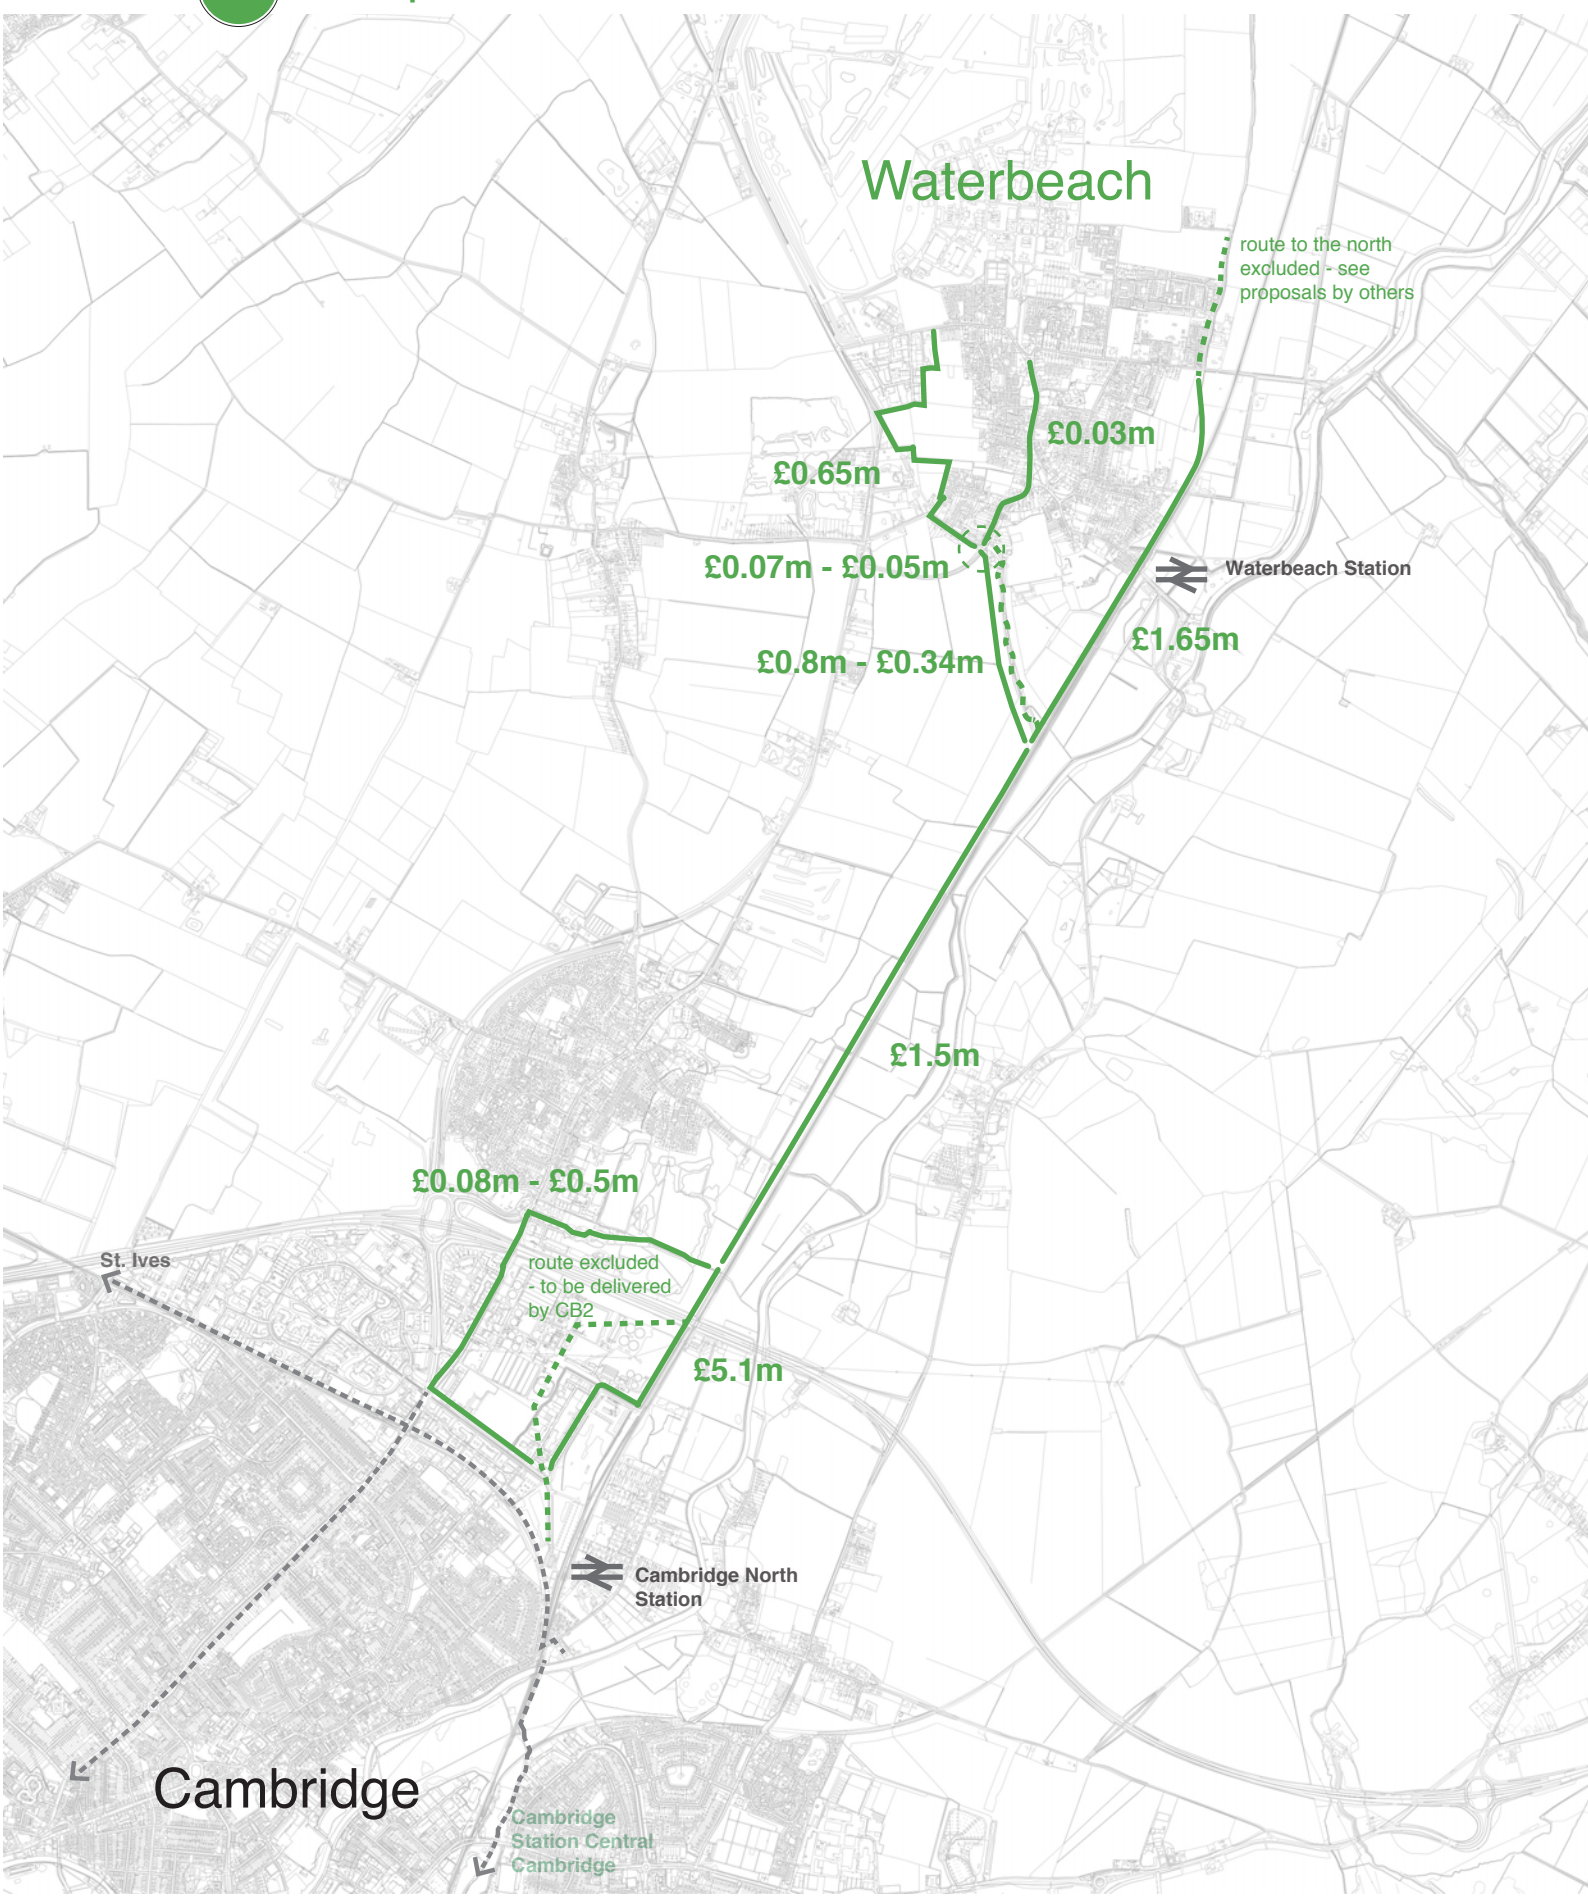 Waterbeach
route to the north
excluded - see
proposals by others
£0.03m
£0.65m
£0.07m - £0.05m
Waterbeach Station
£1.65m
£0.8m - £0.34m
£1.5m
£0.08m - £0.5m
St. Ives
route excluded
- to be delivered
by CB2
£5.1m
Cambridge North
Station
Cambridge
Cambridge
Station Central
Cambridge